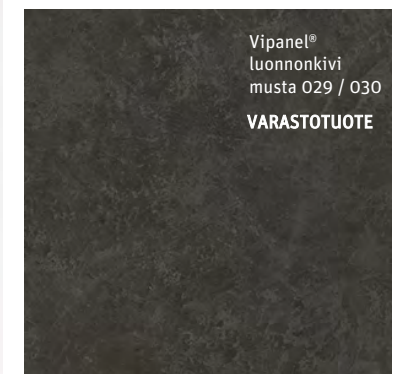 Vipanel®
luonnonkivi
musta 029 / 030
VARASTOTUOTE